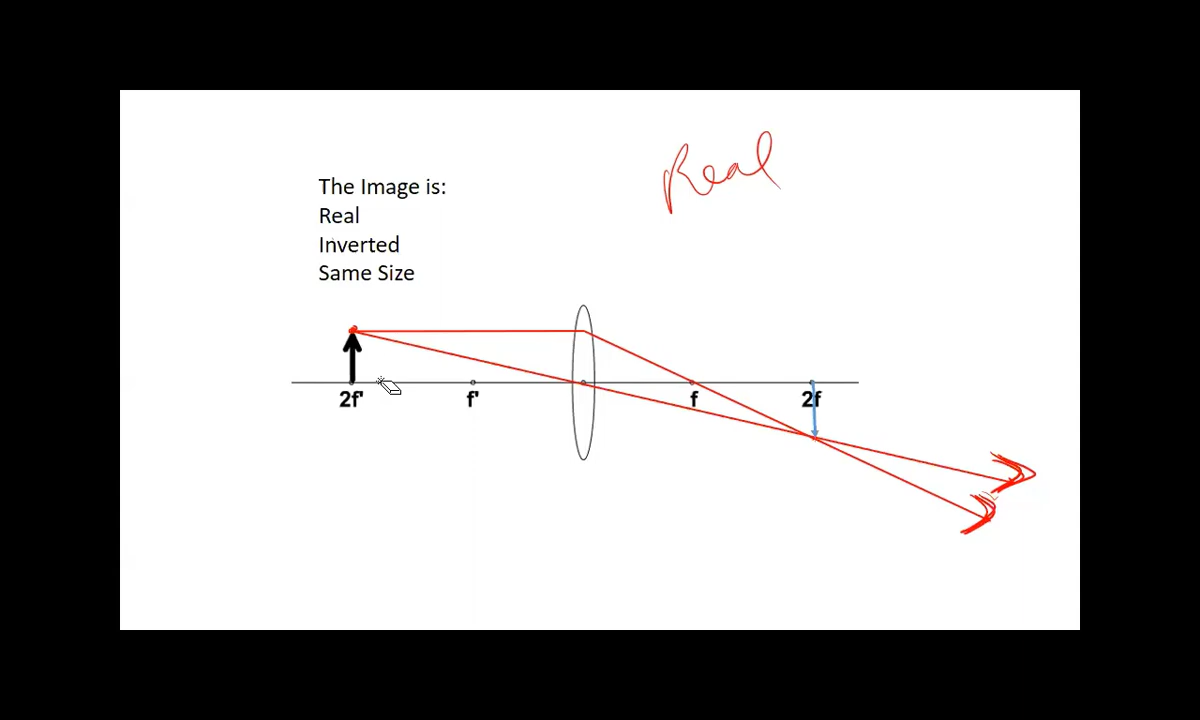 Real
The Image is:
Real
Inverted
Same Size
2f' f' f 2f